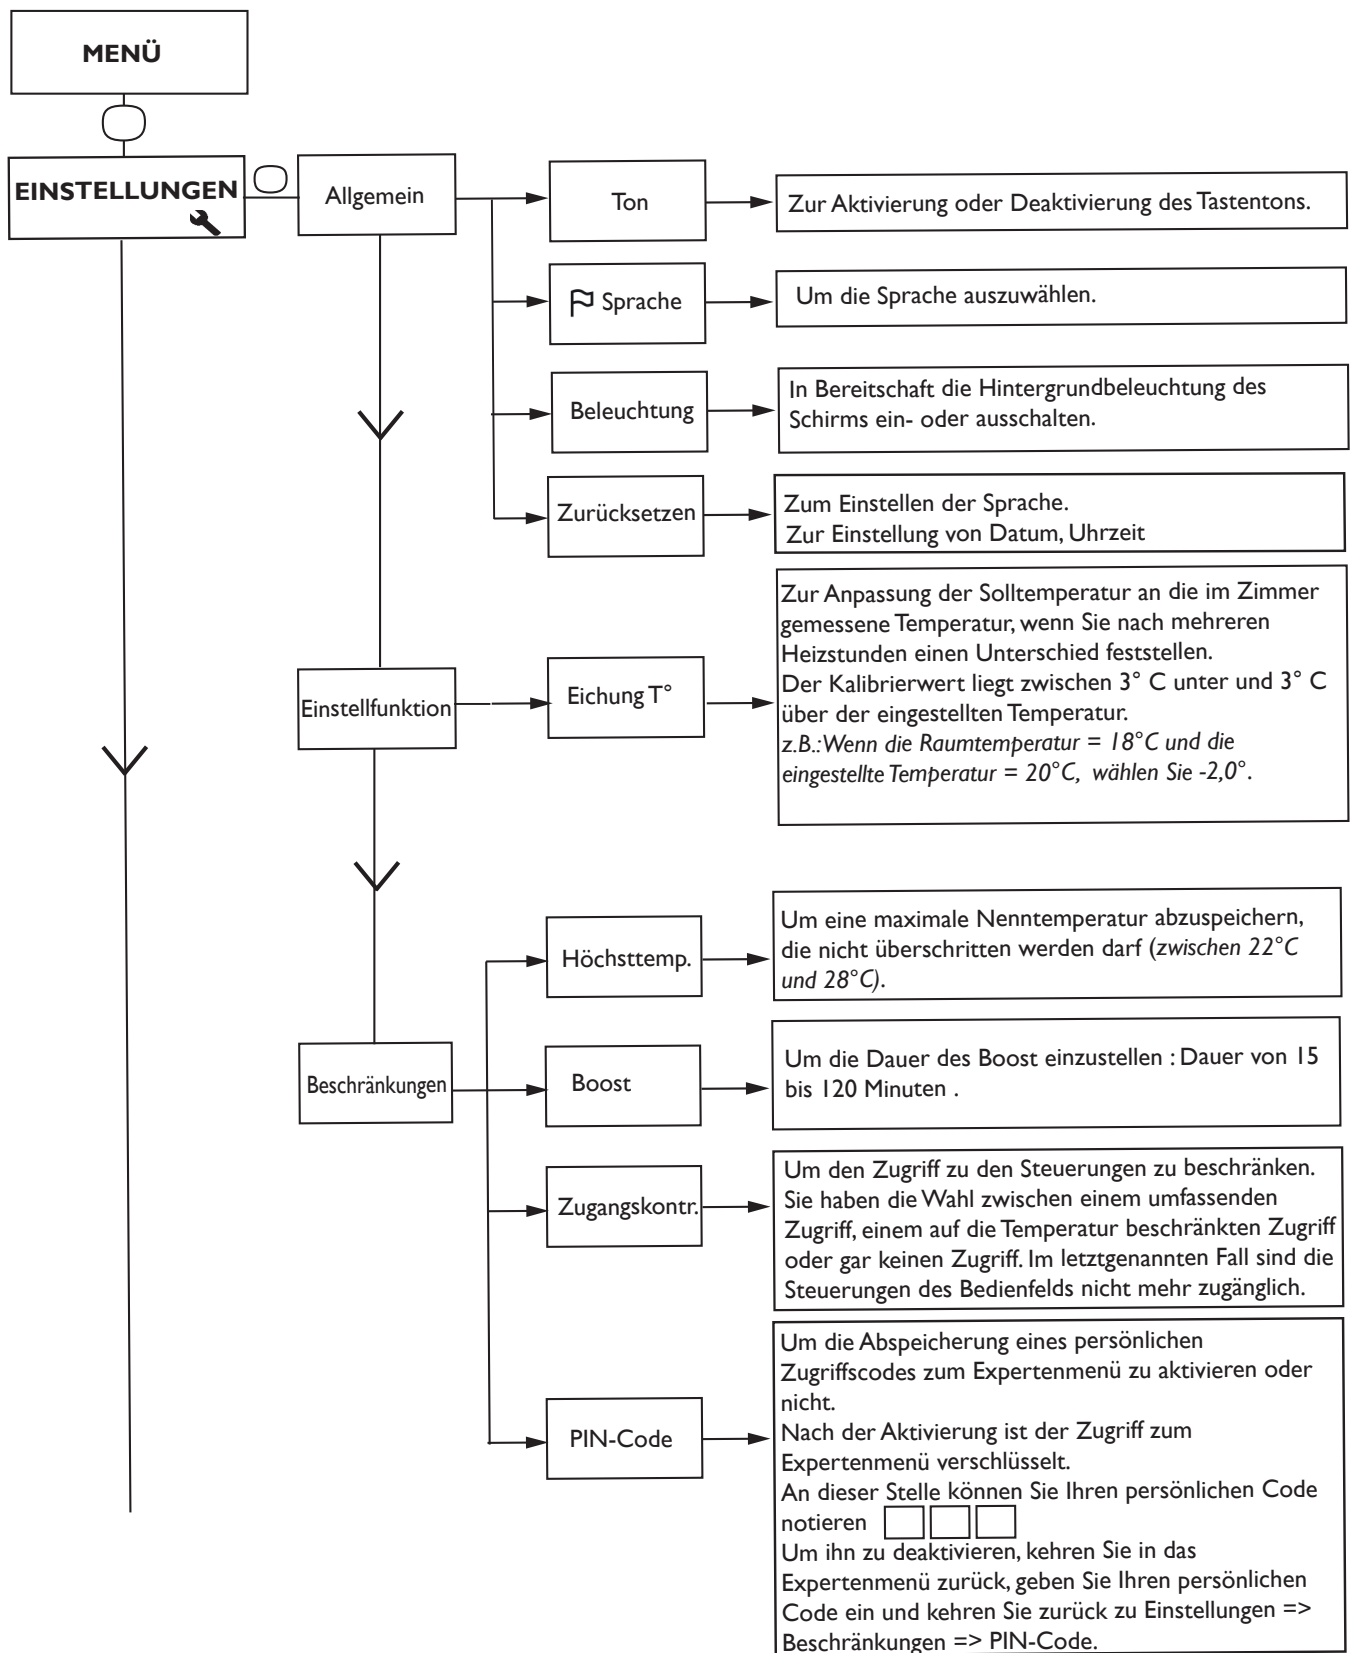 MENÜ
EINSTELLUNGEN
Allgemein
Ton
Zur Aktivierung oder Deaktivierung des Tastentons.
Sprache
Um die Sprache auszuwählen.
Beleuchtung
In Bereitschaft die Hintergrundbeleuchtung des
Schirms ein- oder ausschalten.
Zurücksetzen
Zum Einstellen der Sprache.
Zur Einstellung von Datum, Uhrzeit
Einstellfunktion
Eichung T°
Zur Anpassung der Solltemperatur an die im Zimmer
gemessene Temperatur, wenn Sie nach mehreren
Heizstunden einen Unterschied feststellen.
Der Kalibrierwert liegt zwischen 3° C unter und 3° C
über der eingestellten Temperatur.
z.B.: Wenn die Raumtemperatur = 18°C und die
eingestellte Temperatur = 20°C, wählen Sie -2,0°.
Beschränkungen
Höchsttemp.
Um eine maximale Nenntemperatur abzuspeichern,
die nicht überschritten werden darf (zwischen 22°C
und 28°C).
Boost
Um die Dauer des Boost einzustellen : Dauer von 15
bis 120 Minuten .
Zugangskontr.
Um den Zugriff zu den Steuerungen zu beschränken.
Sie haben die Wahl zwischen einem umfassenden
Zugriff, einem auf die Temperatur beschränkten Zugriff
oder gar keinen Zugriff. Im letztgenannten Fall sind die
Steuerungen des Bedienfelds nicht mehr zugänglich.
PIN-Code
Um die Abspeicherung eines persönlichen
Zugriffscodes zum Expertenmenü zu aktivieren oder
nicht.
Nach der Aktivierung ist der Zugriff zum
Expertenmenü verschlüsselt.
An dieser Stelle können Sie Ihren persönlichen Code
notieren
Um ihn zu deaktivieren, kehren Sie in das
Expertenmenü zurück, geben Sie Ihren persönlichen
Code ein und kehren Sie zurück zu Einstellungen =>
Beschränkungen => PIN-Code.